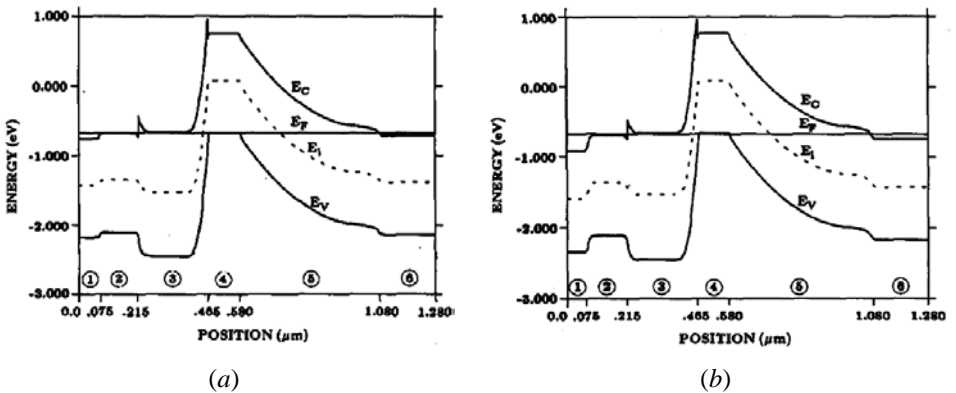 1.000
0.000
-1.000
-2.000
-3.000
ENERGY (eV)
E_C
E_F
E_i
E_V
① ② ③ ④ ⑤ ⑥
0.0 .075 .215 .465 .580 1.080 1.280
POSITION (μm)
(a)
1.000
0.000
-1.000
-2.000
-3.000
ENERGY (eV)
E_C
E_F
E_i
E_V
① ② ③ ④ ⑤ ⑥
0.0 .075 .215 .465 .580 1.080 1.280
POSITION (μm)
(b)